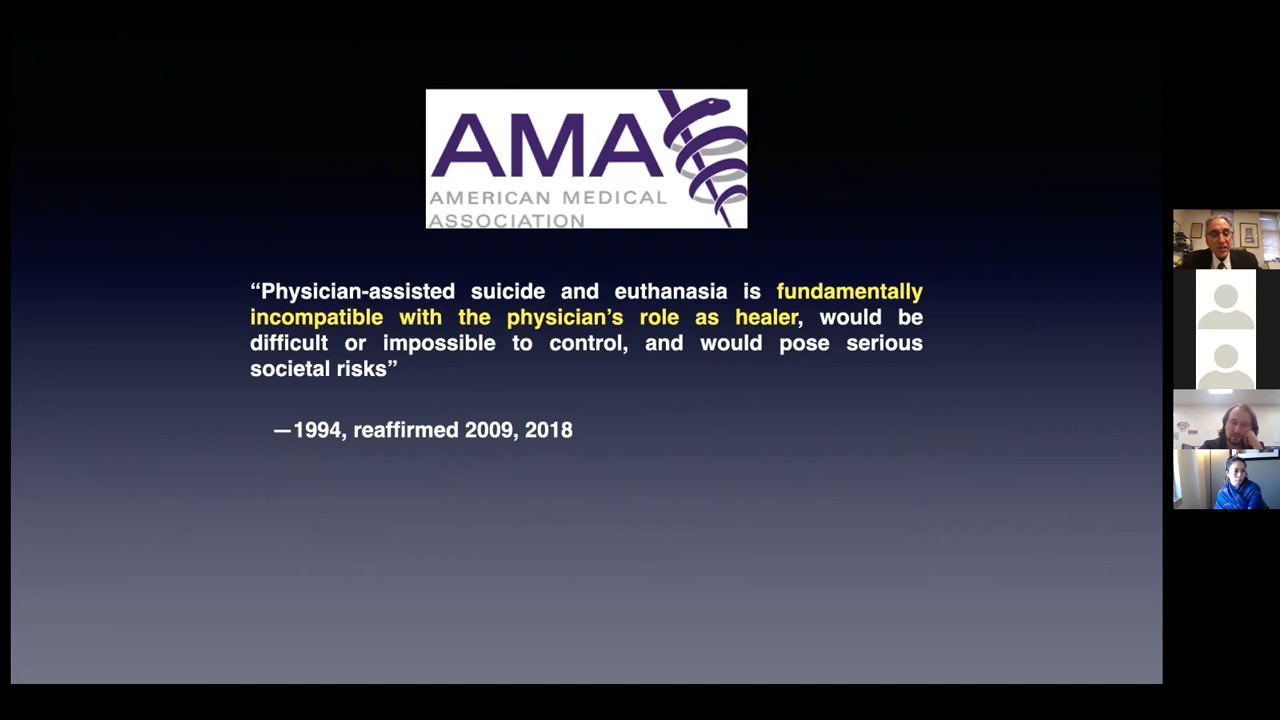 AMA
AMERICAN MEDICAL
ASSOCIATION
“Physician-assisted suicide and euthanasia is fundamentally
incompatible with the physician’s role as healer, would be
difficult or impossible to control, and would pose serious
societal risks”
—1994, reaffirmed 2009, 2018